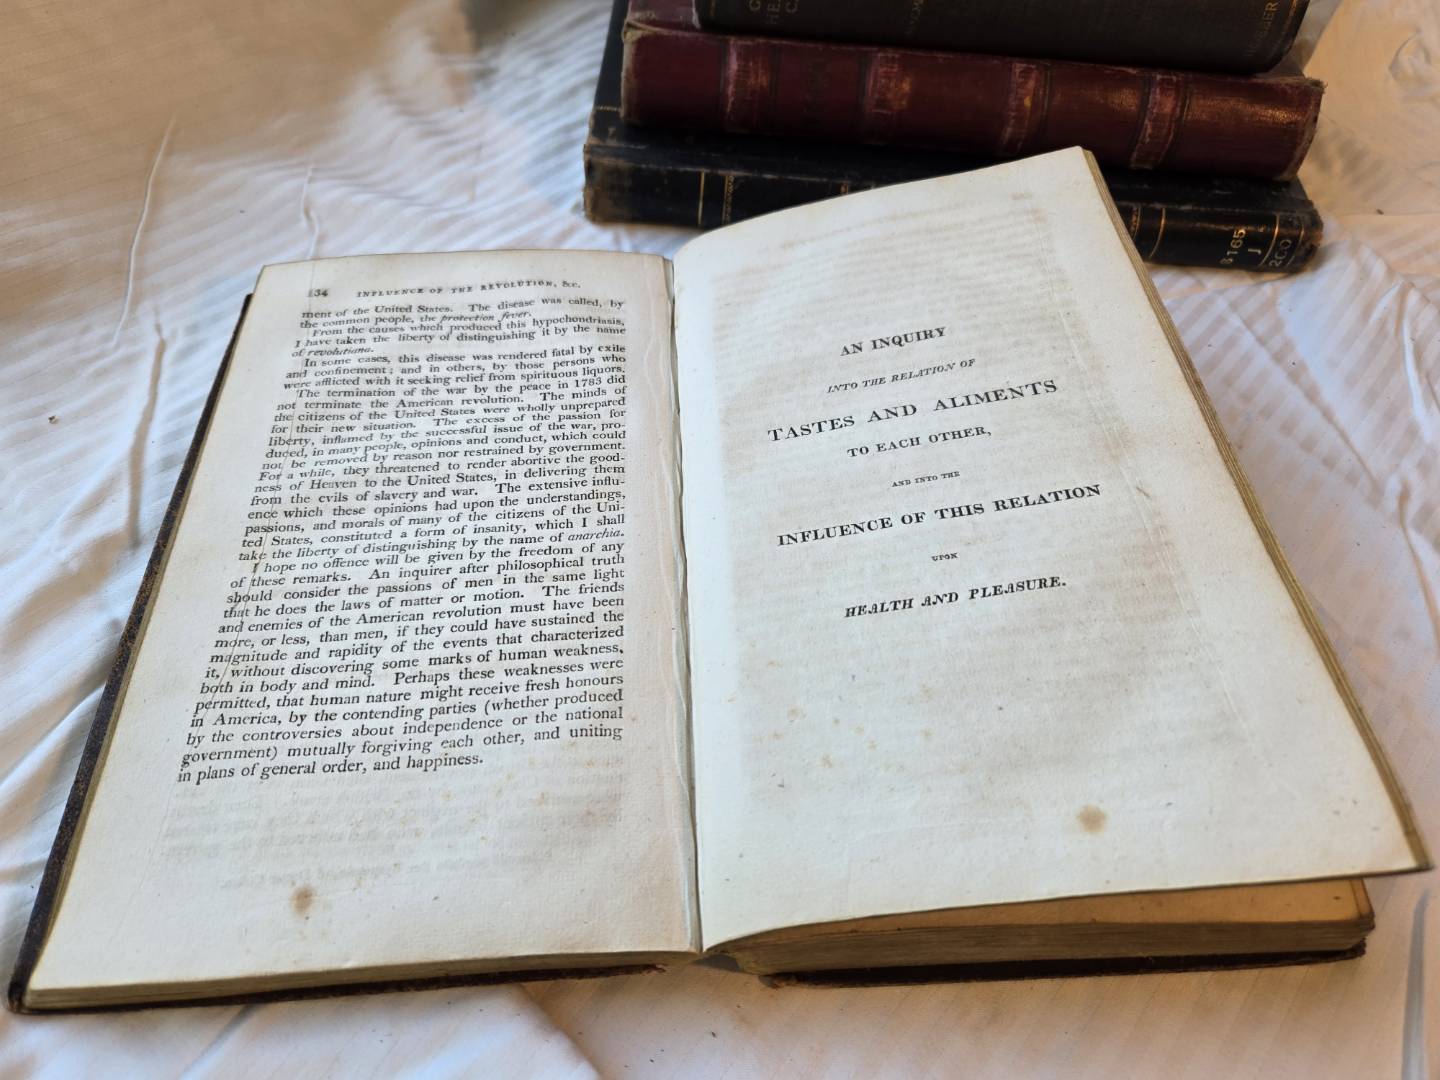 134 INFLUENCE OF THE REVOLUTION, &c.
ment of the United States. The disease was called, by
the common people, the protection fever.
From the causes which produced this hypochondriasis,
I have taken the liberty of distinguishing it by the name
of revolutiana.
In some cases, this disease was rendered fatal by exile
and confinement; and in others, by those persons who
were afflicted with it seeking relief from spirituous liquors.
The termination of the war by the peace in 1783 did
not terminate the American revolution. The minds of
the citizens of the United States were wholly unprepared
for their new situation. The excess of the passion for
liberty, inflamed by the successful issue of the war, pro-
duced, in many people, opinions and conduct, which could
not be removed by reason nor restrained by government.
For a while, they threatened to render abortive the good-
ness of Heaven to the United States, in delivering them
from the evils of slavery and war. The extensive influ-
ence which these opinions had upon the understandings,
passions, and morals of many of the citizens of the Uni-
ted States, constituted a form of insanity, which I shall
take the liberty of distinguishing by the name of anarchia.
I hope no offence will be given by the freedom of any
of these remarks. An inquirer after philosophical truth
should consider the passions of men in the same light
that he does the laws of matter or motion. The friends
and enemies of the American revolution must have been
more, or less, than men, if they could have sustained the
magnitude and rapidity of the events that characterized
it, without discovering some marks of human weakness,
both in body and mind. Perhaps these weaknesses were
permitted, that human nature might receive fresh honours
in America, by the contending parties (whether produced
by the controversies about independence or the national
government) mutually forgiving each other, and uniting
in plans of general order, and happiness.
AN INQUIRY
INTO THE RELATION OF
TASTES AND ALIMENTS
TO EACH OTHER,
AND INTO THE
INFLUENCE OF THIS RELATION
UPON
HEALTH AND PLEASURE.
B165
J
200